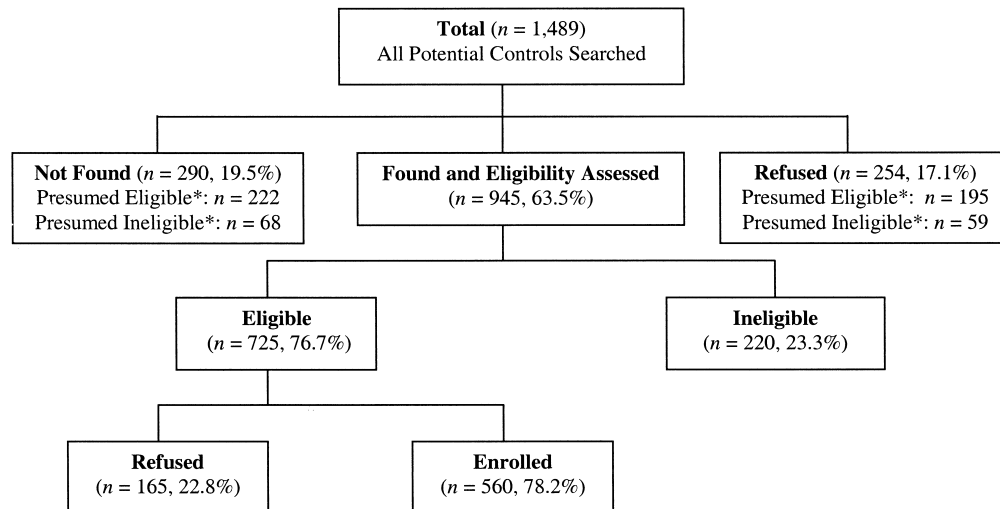 Total (n = 1,489)
All Potential Controls Searched
Not Found (n = 290, 19.5%)
Presumed Eligible*: n = 222
Presumed Ineligible*: n = 68
Found and Eligibility Assessed
(n = 945, 63.5%)
Refused (n = 254, 17.1%)
Presumed Eligible*: n = 195
Presumed Ineligible*: n = 59
Eligible
(n = 725, 76.7%)
Ineligible
(n = 220, 23.3%)
Refused
(n = 165, 22.8%)
Enrolled
(n = 560, 78.2%)